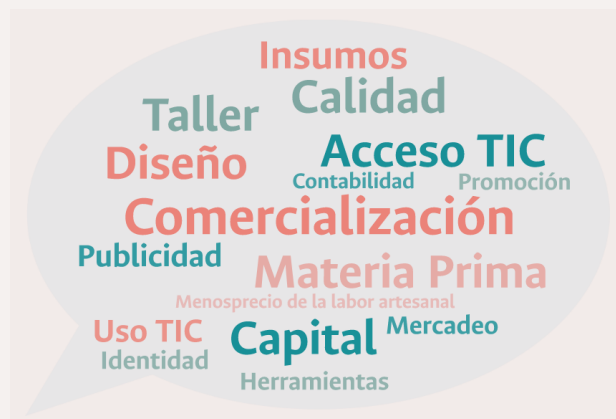 Insumos
Calidad
Taller
Acceso TIC
Diseño
Contabilidad
Promoción
Comercialización
Publicidad
Materia Prima
Menosprecio de la labor artesanal
Uso TIC
Capital
Mercadeo
Identidad
Herramientas